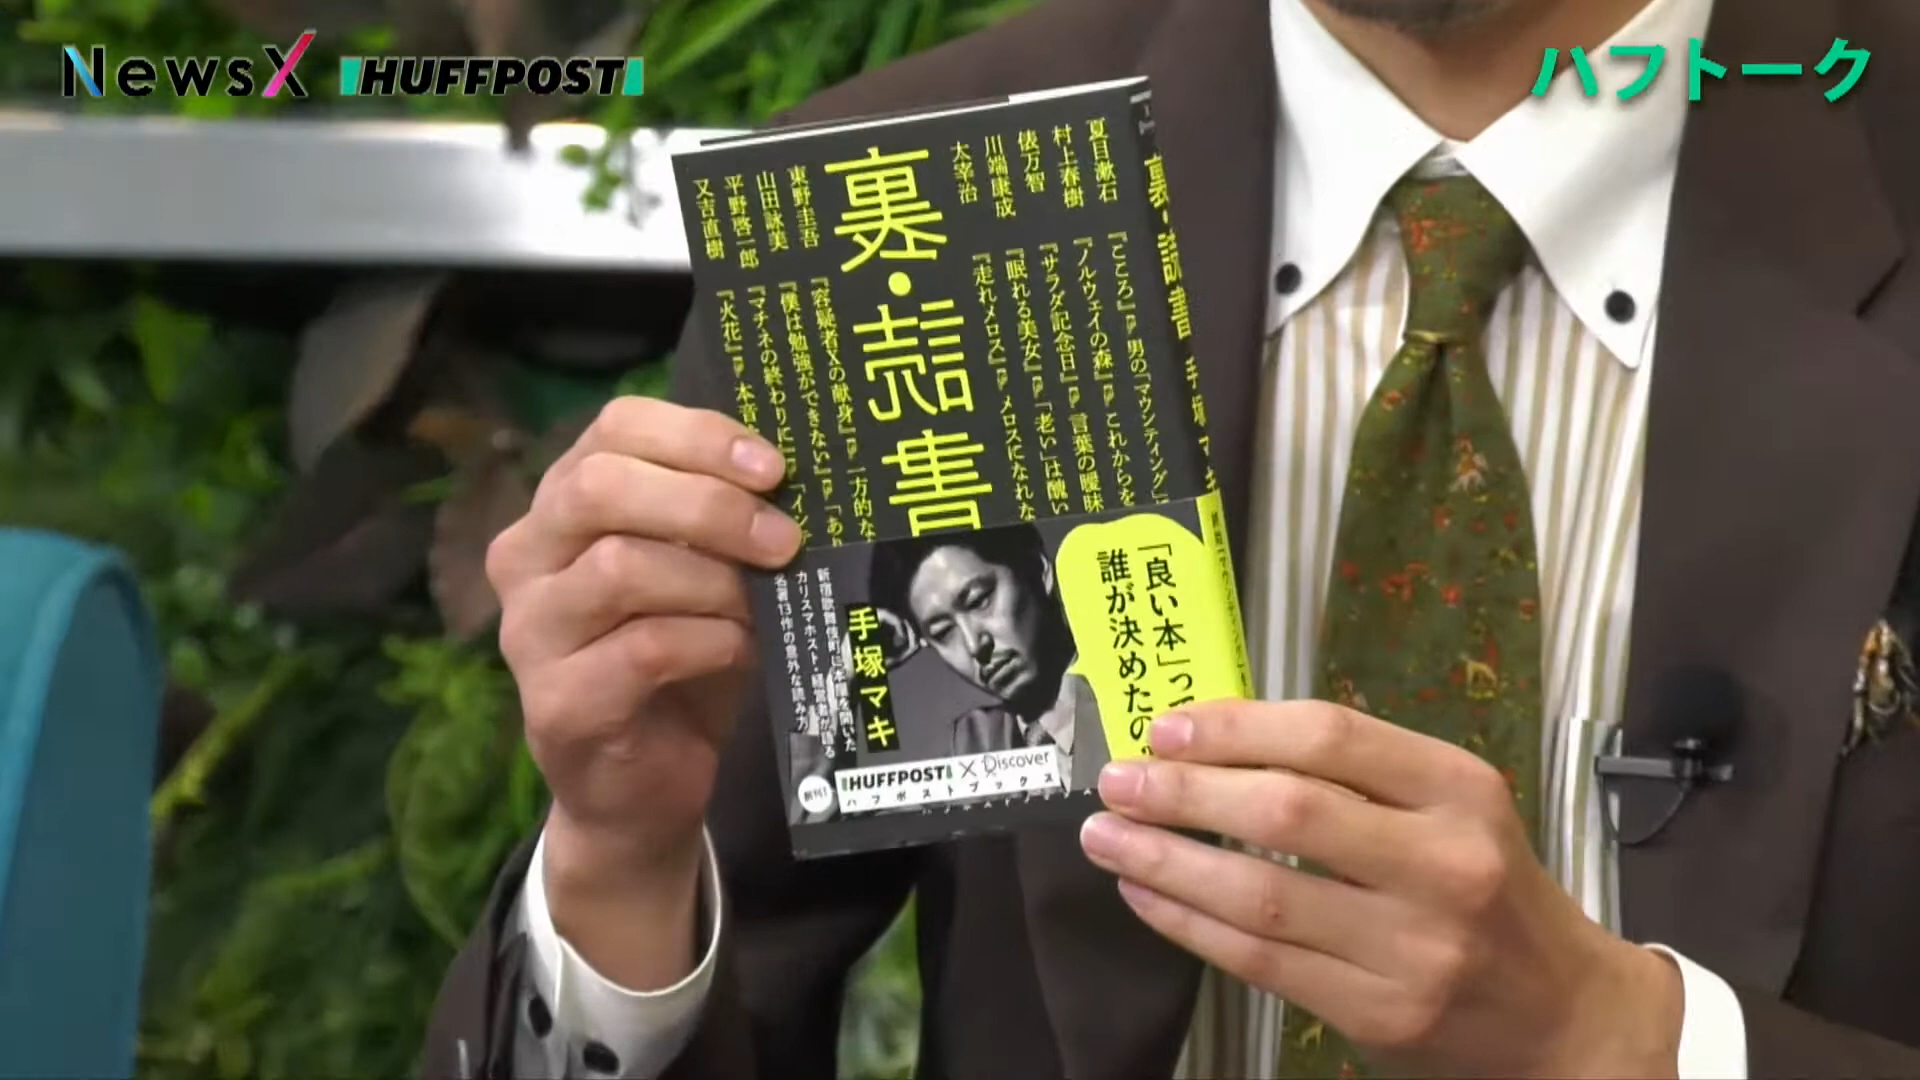 NewsX
HUFFPOST
ハフトーク
夏目漱石
『こころ』
男の「マウンティング」
村上春樹
『ノルウェイの森』
これからを
俵万智
『サラダ記念日』
言葉の曖昧
川端康成
『眠れる美女』
「老い」は醜い
太宰治
『走れメロス』
メロスになれな
裏・読書
東野圭吾
『容疑者Xの献身』
一方的な
山田詠美
『僕は勉強ができない』
平野啓一郎
『マチネの終わりに』
「インテ
又吉直樹
『火花』
本音
裏・読書 手塚マキ
「良い本」って
誰が決めたの?
手塚マキ
新宿歌舞伎町に本屋を開いた
カリスマホスト・経営者が語る
名著13作の意外な読み方
創刊!
HUFFPOST × Discover
ハフポストブックス